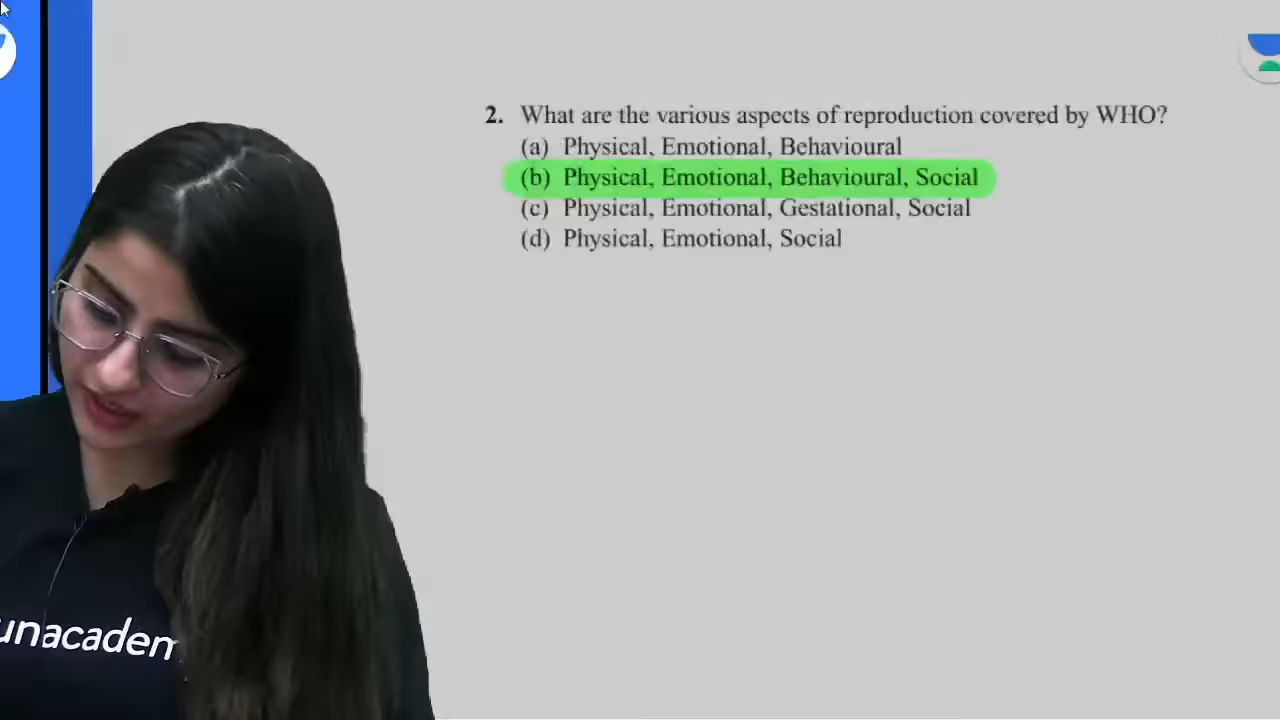 2. What are the various aspects of reproduction covered by WHO?
(a) Physical, Emotional, Behavioural
(b) Physical, Emotional, Behavioural, Social
(c) Physical, Emotional, Gestational, Social
(d) Physical, Emotional, Social
unacadem